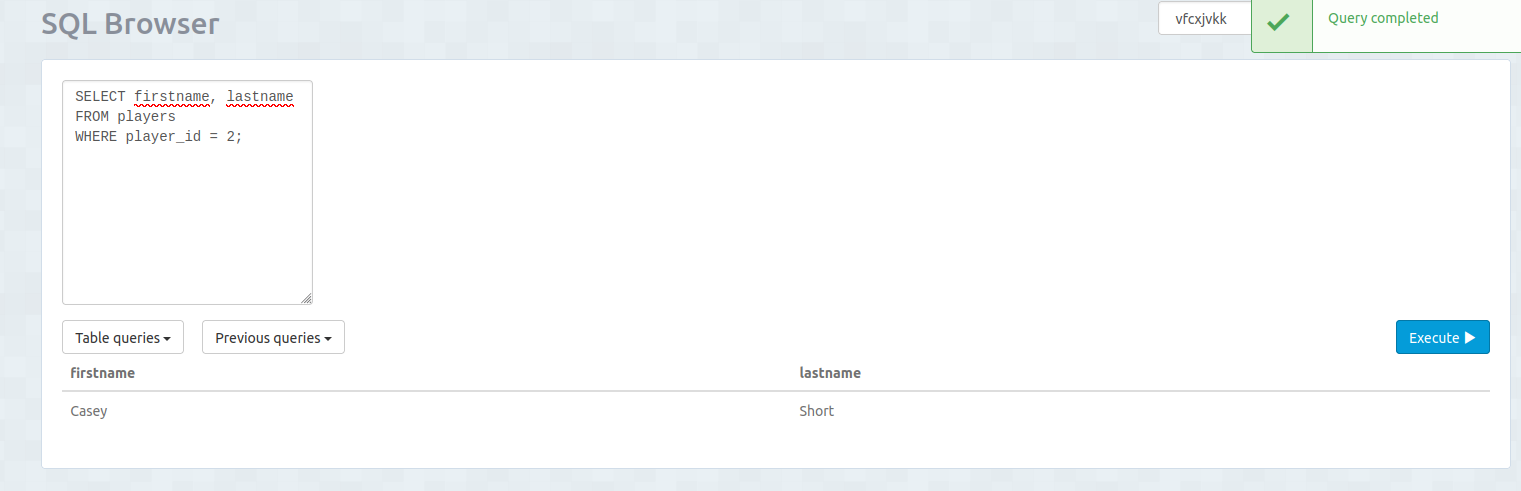 SQL Browser
vfcxjvkk
Query completed
SELECT firstname, lastname
FROM players
WHERE player_id = 2;
Table queries
Previous queries
Execute
firstname lastname
Casey Short